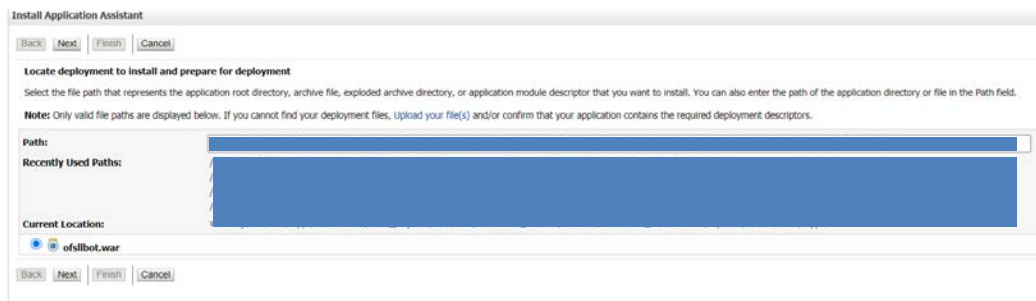 Install Application Assistant
Back Next Finish Cancel
Locate deployment to install and prepare for deployment
Select the file path that represents the application root directory, archive file, exploded archive directory, or application module descriptor that you want to install. You can also enter the path of the application directory or file in the Path field.
Note: Only valid file paths are displayed below. If you cannot find your deployment files, Upload your file(s) and/or confirm that your application contains the required deployment descriptors.
Path:
Recently Used Paths:
/
/
/
/
Current Location:
ofsllbot.war
Back Next Finish Cancel